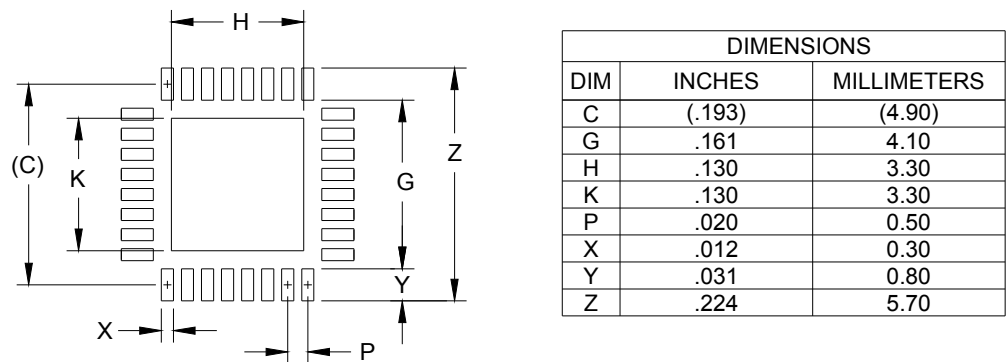 H
(C)
K
G
Z
Y
X
P
DIMENSIONS
DIM INCHES MILLIMETERS
C (.193) (4.90)
G .161 4.10
H .130 3.30
K .130 3.30
P .020 0.50
X .012 0.30
Y .031 0.80
Z .224 5.70